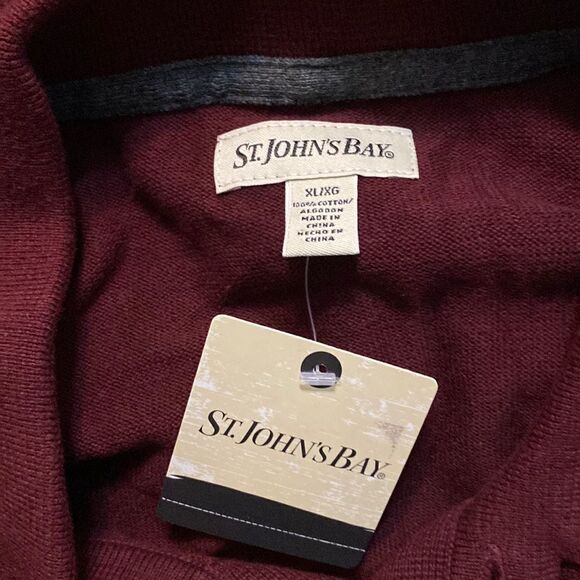 ST. JOHN'S BAY®
XL/XG
100% COTTON/
ALGODON
MADE IN
CHINA
HECHO EN
CHINA
ST. JOHN'S BAY®